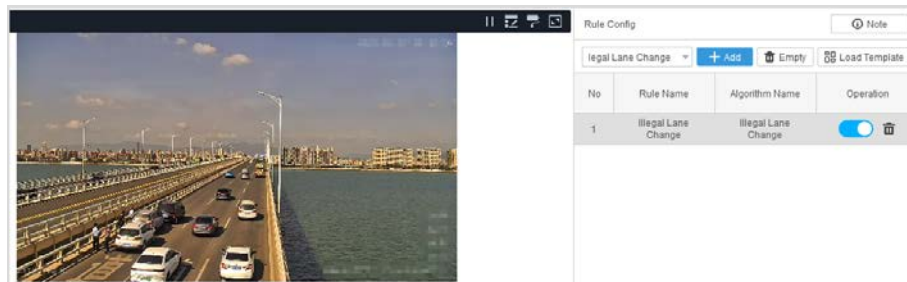 Rule Config
Note
legal Lane Change
+ Add
Empty
Load Template
No
Rule Name
Algorithm Name
Operation
1
Illegal Lane
Change
Illegal Lane
Change